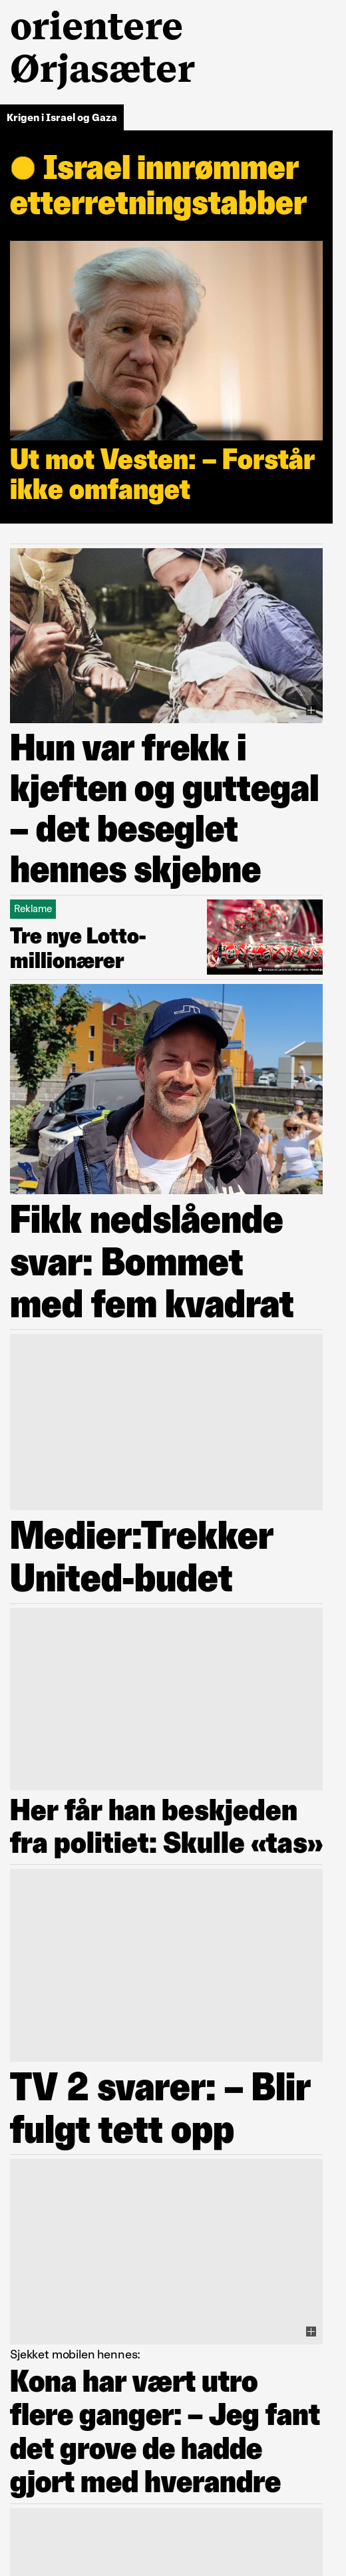 orientere
Ørjasæter
Krigen i Israel og Gaza
Israel innrømmer
etterretningstabber
Ut mot Vesten: – Forstår
ikke omfanget
Hun var frekk i
kjeften og guttegal
– det beseglet
hennes skjebne
Reklame
Tre nye Lotto-
millionærer
Fikk nedslående
svar: Bommet
med fem kvadrat
Medier:Trekker
United-budet
Her får han beskjeden
fra politiet: Skulle «tas»
TV 2 svarer: – Blir
fulgt tett opp
Sjekket mobilen hennes:
Kona har vært utro
flere ganger: – Jeg fant
det grove de hadde
gjort med hverandre